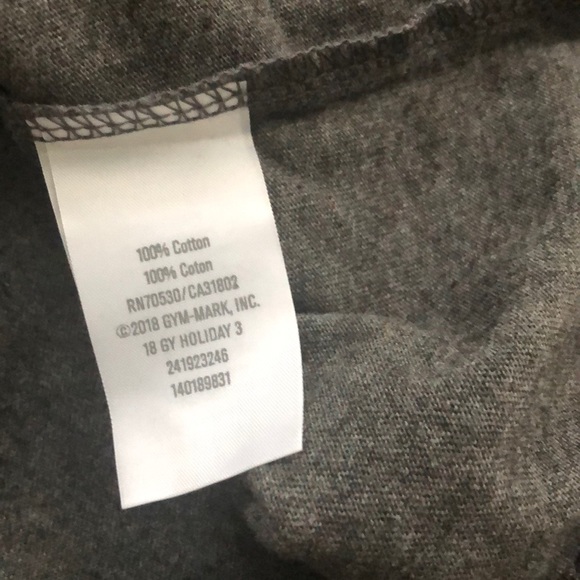 100% Cotton
100% Coton
RN70530/CA31802
©2018 GYM-MARK, INC.
18 GY HOLIDAY 3
241923246
140189831